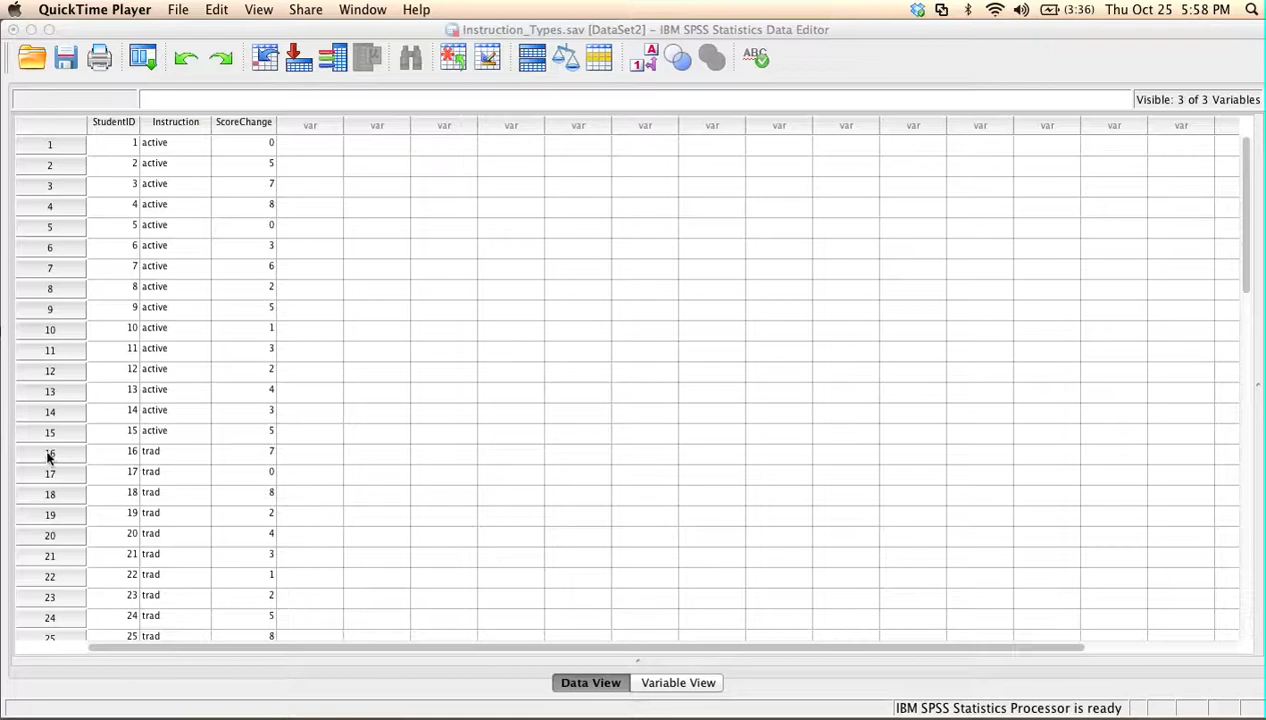 QuickTime Player File Edit View Share Window Help (3:36) Thu Oct 25 5:58 PM
Instruction_Types.sav [DataSet2] – IBM SPSS Statistics Data Editor
A
ABC
Visible: 3 of 3 Variables
StudentID Instruction ScoreChange var var var var var var var var var var var var var var
1 1 active 0
2 2 active 5
3 3 active 7
4 4 active 8
5 5 active 0
6 6 active 3
7 7 active 6
8 8 active 2
9 9 active 5
10 10 active 1
11 11 active 3
12 12 active 2
13 13 active 4
14 14 active 3
15 15 active 5
16 16 trad 7
17 17 trad 0
18 18 trad 8
19 19 trad 2
20 20 trad 4
21 21 trad 3
22 22 trad 1
23 23 trad 2
24 24 trad 5
25 25 trad 8
Data View Variable View
IBM SPSS Statistics Processor is ready